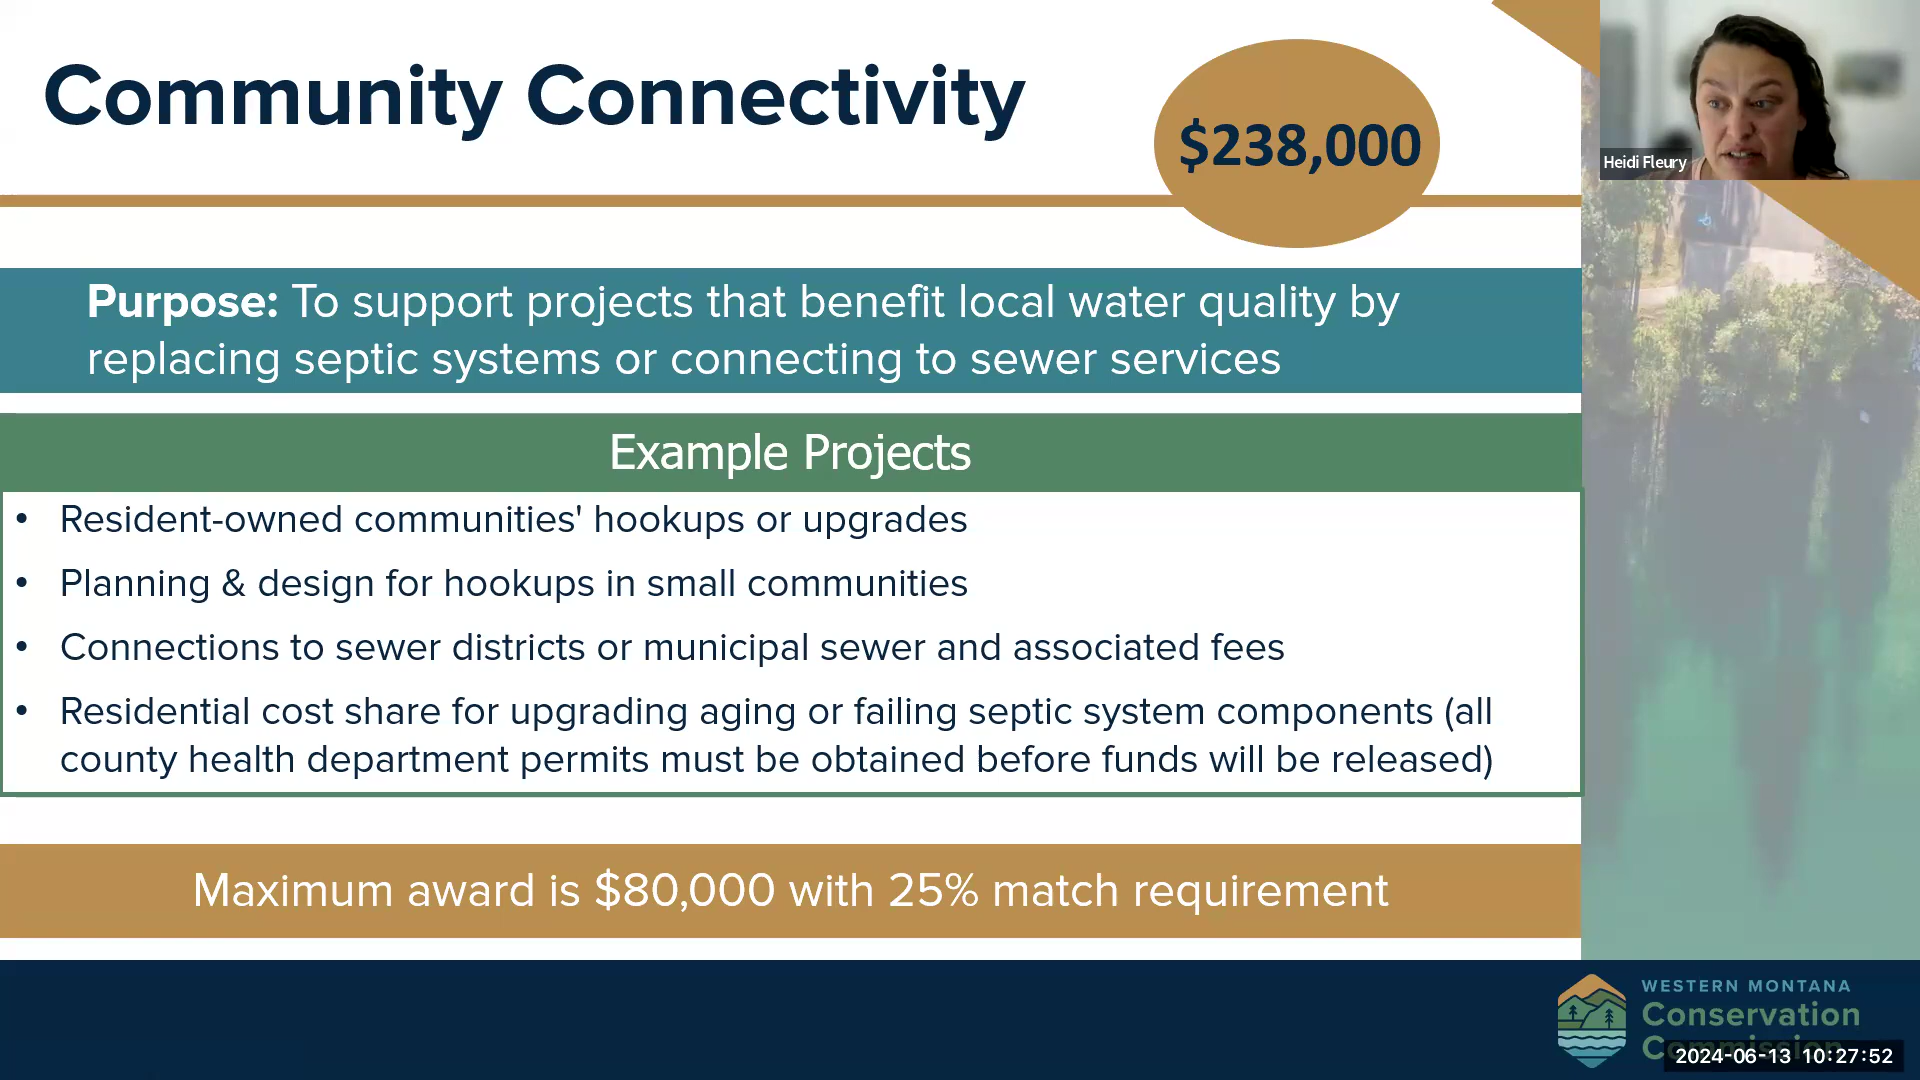 Community Connectivity
$238,000
Heidi Fleury
Purpose: To support projects that benefit local water quality by
replacing septic systems or connecting to sewer services
Example Projects
• Resident-owned communities' hookups or upgrades
• Planning & design for hookups in small communities
• Connections to sewer districts or municipal sewer and associated fees
• Residential cost share for upgrading aging or failing septic system components (all
county health department permits must be obtained before funds will be released)
Maximum award is $80,000 with 25% match requirement
WESTERN MONTANA
Conservation
Commission
2024-06-13 10:27:52